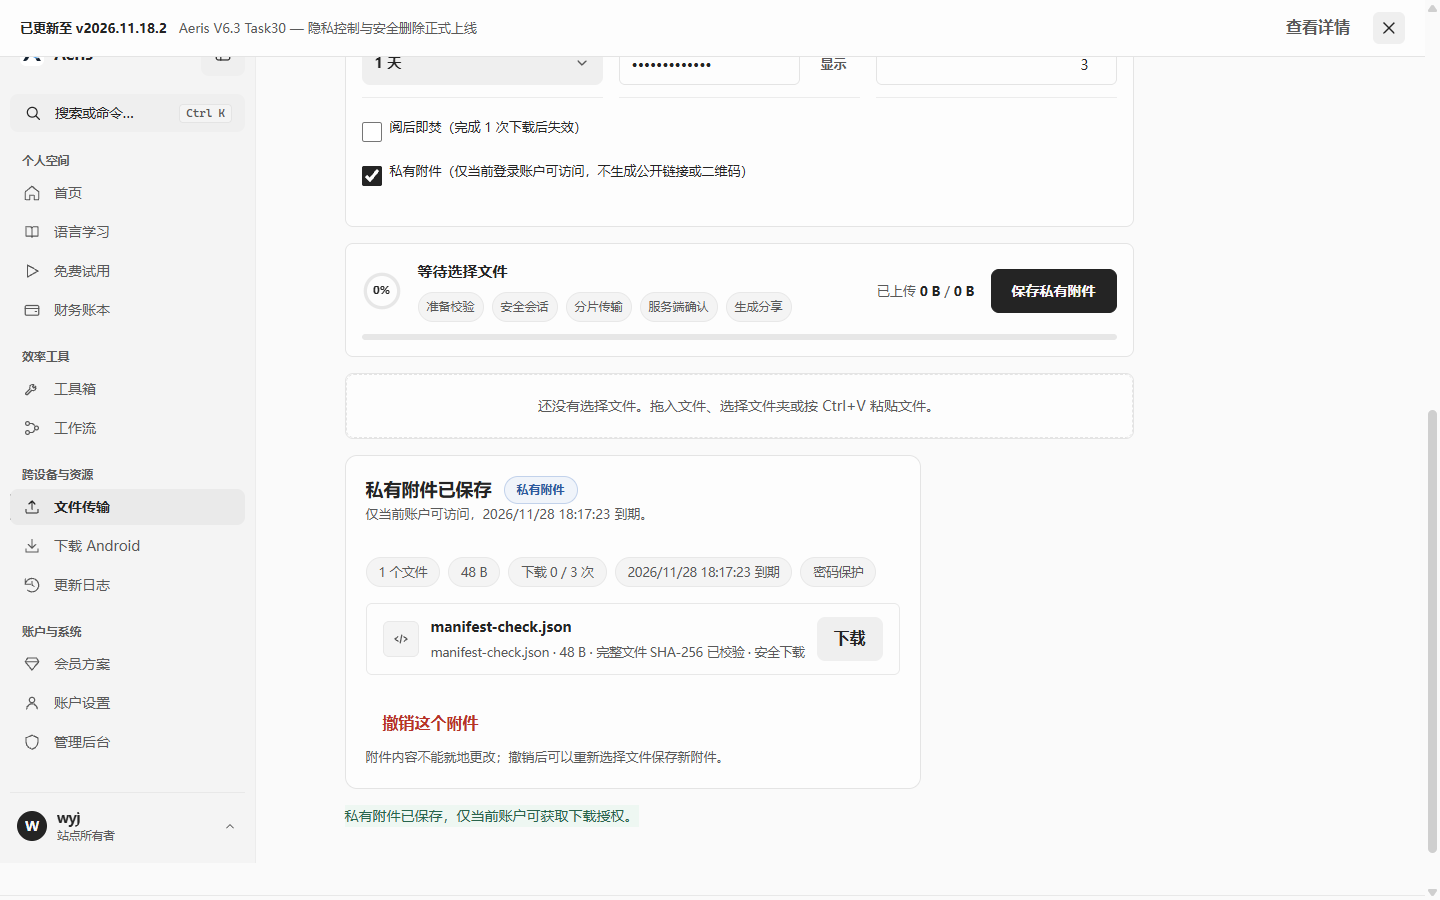 已更新至 v2026.11.18.2 Aeris V6.3 Task30 — 隐私控制与安全删除正式上线
查看详情
Aeris
搜索或命令... Ctrl K
个人空间
首页
语言学习
免费试用
财务账本
效率工具
工具箱
工作流
跨设备与资源
文件传输
下载 Android
更新日志
账户与系统
会员方案
账户设置
管理后台
W
wyj
站点所有者
1 天
•••••••••••••
显示
3
阅后即焚（完成 1 次下载后失效）
私有附件（仅当前登录账户可访问，不生成公开链接或二维码）
0%
等待选择文件
准备校验 安全会话 分片传输 服务端确认 生成分享
已上传 0 B / 0 B
保存私有附件
还没有选择文件。拖入文件、选择文件夹或按 Ctrl+V 粘贴文件。
私有附件已保存 私有附件
仅当前账户可访问，2026/11/28 18:17:23 到期。
1 个文件 48 B 下载 0 / 3 次 2026/11/28 18:17:23 到期 密码保护
manifest-check.json
manifest-check.json · 48 B · 完整文件 SHA-256 已校验 · 安全下载
下载
撤销这个附件
附件内容不能就地更改；撤销后可以重新选择文件保存新附件。
私有附件已保存，仅当前账户可获取下载授权。